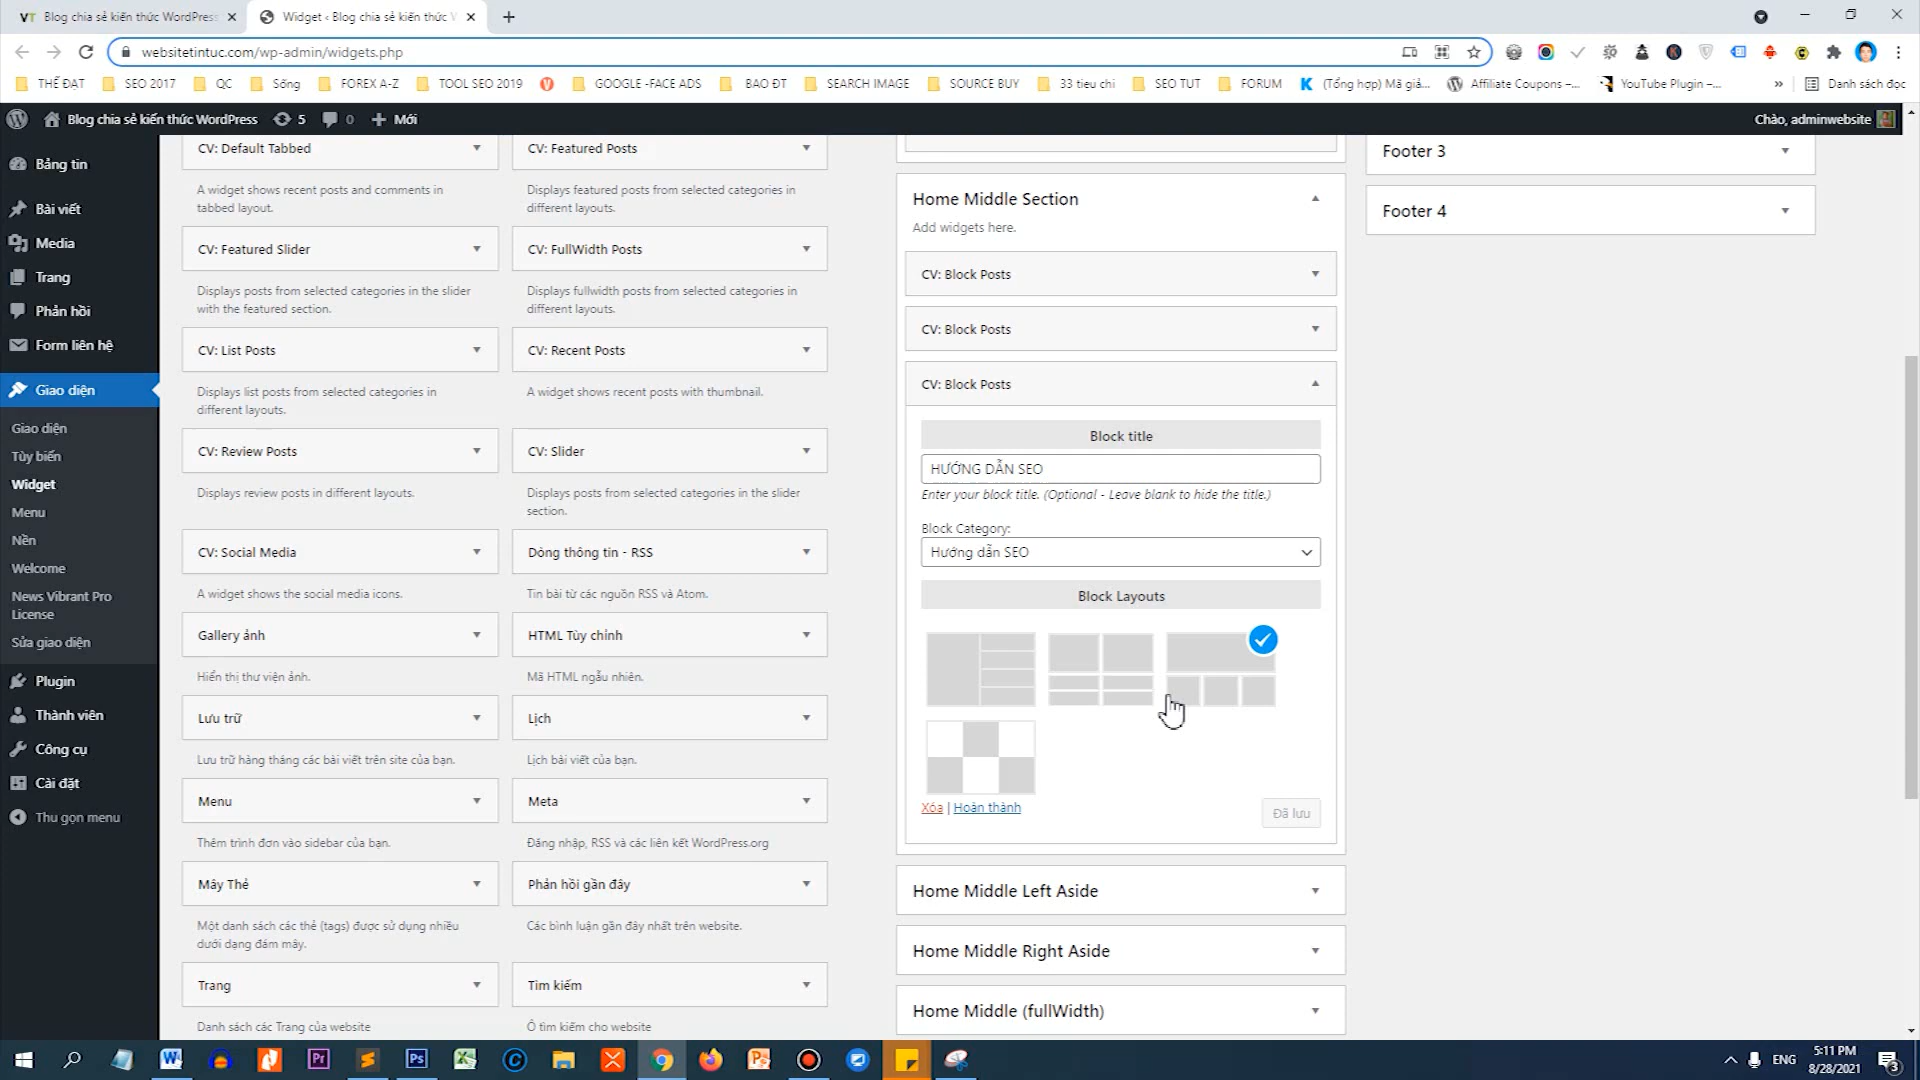 Blog chia sẻ kiến thức WordPress
Widget ‹ Blog chia sẻ kiến thức V
websitetintuc.com/wp-admin/widgets.php
THẾ ĐẠT
SEO 2017
QC
Sống
FOREX A-Z
TOOL SEO 2019
GOOGLE -FACE ADS
BAO ĐT
SEARCH IMAGE
SOURCE BUY
33 tieu chi
SEO TUT
FORUM
(Tổng hợp) Mã giả...
Affiliate Coupons –...
YouTube Plugin –...
»
Danh sách đọc
Blog chia sẻ kiến thức WordPress
5
0
Mới
Chào, adminwebsite
Bảng tin
Bài viết
Media
Trang
Phản hồi
Form liên hệ
Giao diện
Giao diện
Tùy biến
Widget
Menu
Nền
Welcome
News Vibrant Pro
License
Sửa giao diện
Plugin
Thành viên
Công cụ
Cài đặt
Thu gọn menu
CV: Default Tabbed
A widget shows recent posts and comments in
tabbed layout.
CV: Featured Posts
Displays featured posts from selected categories in
different layouts.
CV: Featured Slider
Displays posts from selected categories in the slider
with the featured section.
CV: FullWidth Posts
Displays fullwidth posts from selected categories in
different layouts.
CV: List Posts
Displays list posts from selected categories in
different layouts.
CV: Recent Posts
A widget shows recent posts with thumbnail.
CV: Review Posts
Displays review posts in different layouts.
CV: Slider
Displays posts from selected categories in the slider
section.
CV: Social Media
A widget shows the social media icons.
Dòng thông tin - RSS
Tin bài từ các nguồn RSS và Atom.
Gallery ảnh
Hiển thị thư viện ảnh.
HTML Tùy chỉnh
Mã HTML ngẫu nhiên.
Lưu trữ
Lưu trữ hàng tháng các bài viết trên site của bạn.
Lịch
Lịch bài viết của bạn.
Menu
Thêm trình đơn vào sidebar của bạn.
Meta
Đăng nhập, RSS và các liên kết WordPress.org
Mây Thẻ
Một danh sách các thẻ (tags) được sử dụng nhiều
dưới dạng đám mây.
Phản hồi gần đây
Các bình luận gần đây nhất trên website.
Trang
Danh sách các Trang của website
Tìm kiếm
Ô tìm kiếm cho website
Home Middle Section
Add widgets here.
CV: Block Posts
CV: Block Posts
CV: Block Posts
Block title
HƯỚNG DẪN SEO
Enter your block title. (Optional - Leave blank to hide the title.)
Block Category:
Hướng dẫn SEO
Block Layouts
Xóa | Hoàn thành
Đã lưu
Home Middle Left Aside
Home Middle Right Aside
Home Middle (fullWidth)
Footer 3
Footer 4
ENG
5:11 PM
8/28/2021
3